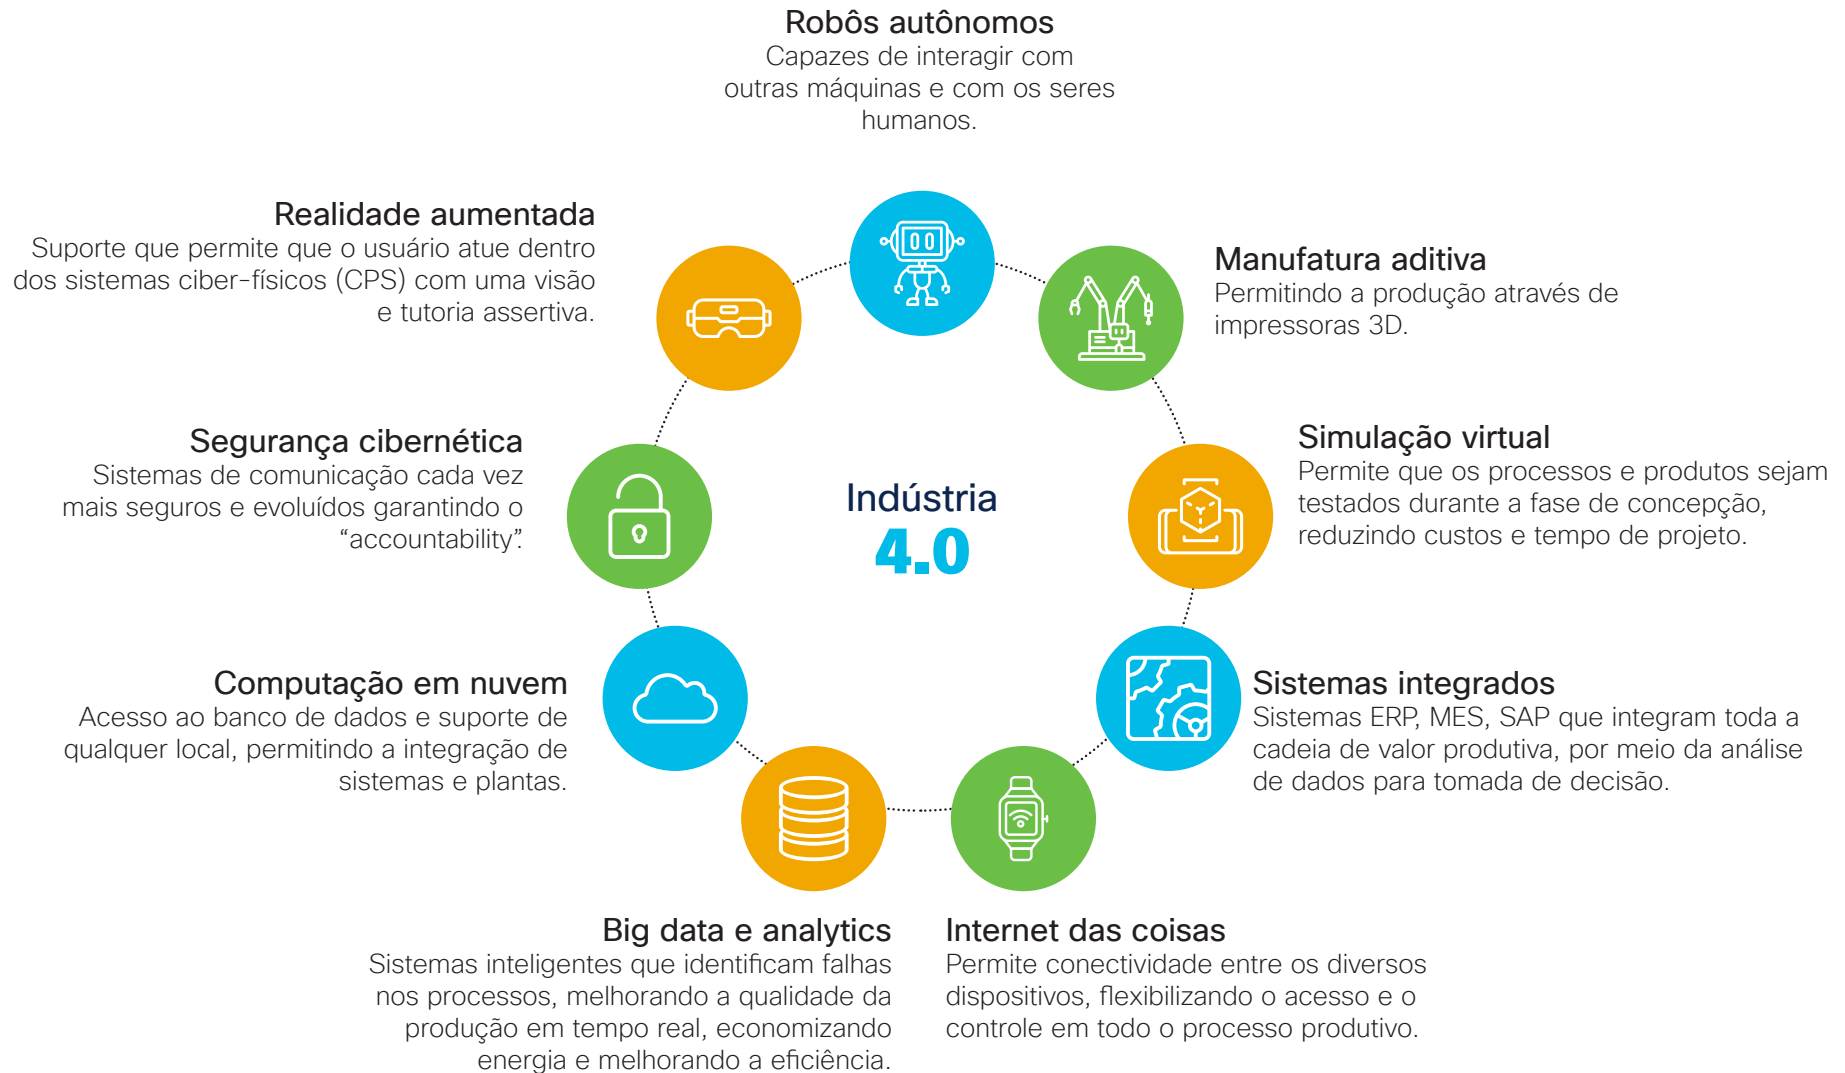 Robôs autônomos
Capazes de interagir com
outras máquinas e com os seres
humanos.
Realidade aumentada
Suporte que permite que o usuário atue dentro
dos sistemas ciber-físicos (CPS) com uma visão
e tutoria assertiva.
Manufatura aditiva
Permitindo a produção através de
impressoras 3D.
Segurança cibernética
Sistemas de comunicação cada vez
mais seguros e evoluídos garantindo o
“accountability”.
Indústria
4.0
Simulação virtual
Permite que os processos e produtos sejam
testados durante a fase de concepção,
reduzindo custos e tempo de projeto.
Computação em nuvem
Acesso ao banco de dados e suporte de
qualquer local, permitindo a integração de
sistemas e plantas.
Sistemas integrados
Sistemas ERP, MES, SAP que integram toda a
cadeia de valor produtiva, por meio da análise
de dados para tomada de decisão.
Big data e analytics
Sistemas inteligentes que identificam falhas
nos processos, melhorando a qualidade da
produção em tempo real, economizando
energia e melhorando a eficiência.
Internet das coisas
Permite conectividade entre os diversos
dispositivos, flexibilizando o acesso e o
controle em todo o processo produtivo.